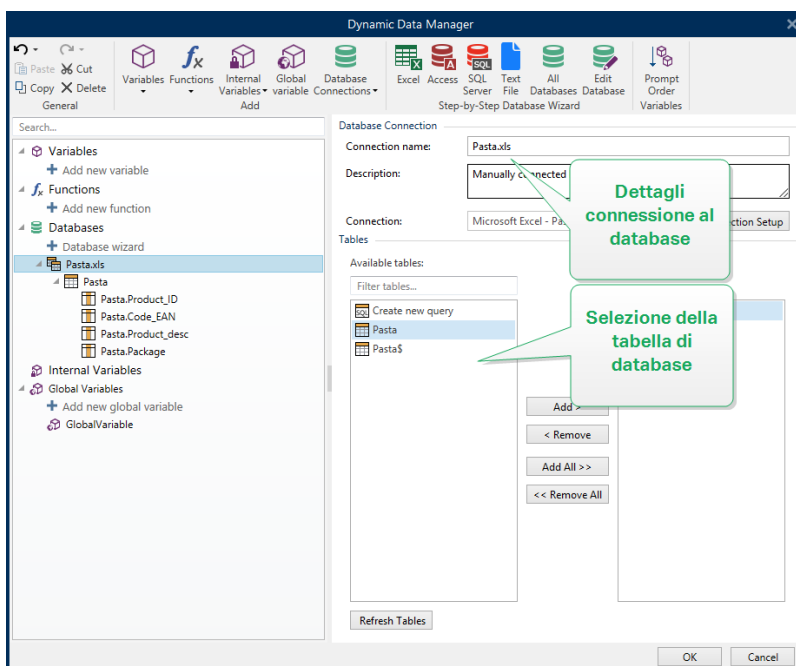 Dynamic Data Manager
Paste
Cut
Copy
Delete
General
Variables
Functions
Internal
Variables
Global
variable
Database
Connections
Add
Excel
Access
SQL
Server
Text
File
All
Databases
Edit
Database
Step-by-Step Database Wizard
Prompt
Order
Variables
Search...
Variables
Add new variable
Functions
Add new function
Databases
Database wizard
Pasta.xls
Pasta
Pasta.Product_ID
Pasta.Code_EAN
Pasta.Product_desc
Pasta.Package
Internal Variables
Global Variables
Add new global variable
GlobalVariable
Database Connection
Connection name:
Pasta.xls
Description:
Manually connected
Connection:
Microsoft Excel - Pa
ction Setup
Dettagli
connessione al
database
Tables
Available tables:
Filter tables...
SQL Create new query
Pasta
Pasta$
Selezione della
tabella di
database
Add >
< Remove
Add All >>
<< Remove All
Refresh Tables
OK
Cancel